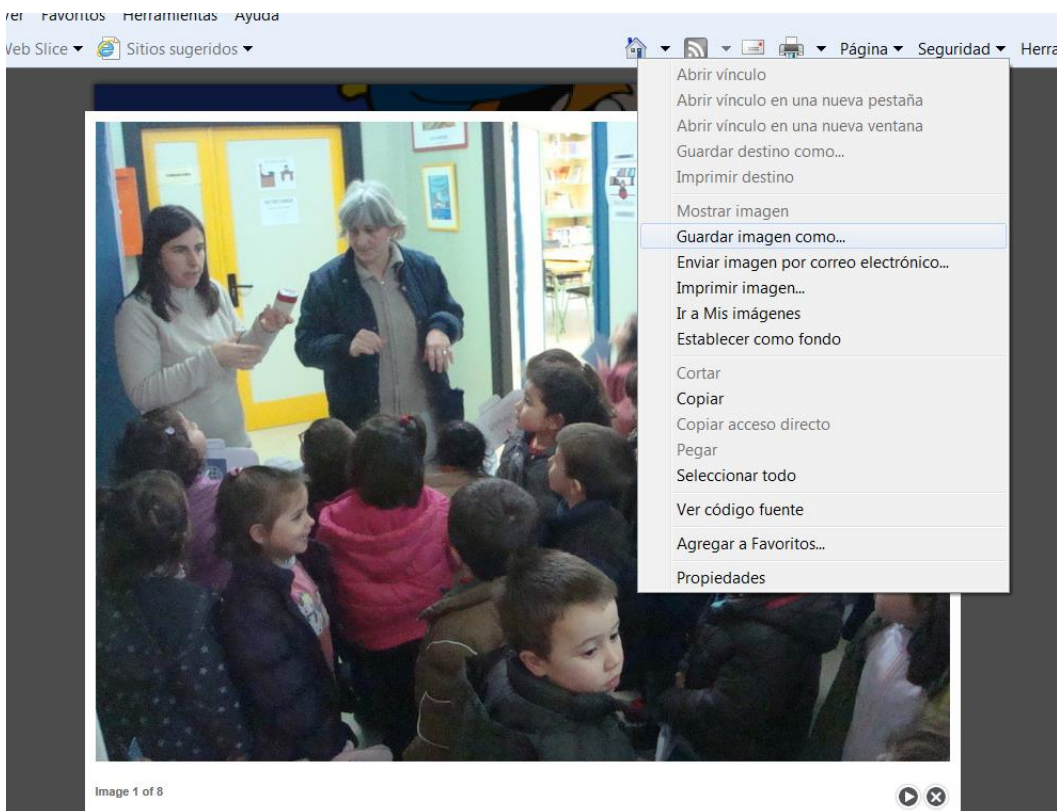 Ver Favoritos Herramientas Ayuda
Web Slice Sitios sugeridos
Página Seguridad Herra
Abrir vínculo
Abrir vínculo en una nueva pestaña
Abrir vínculo en una nueva ventana
Guardar destino como...
Imprimir destino
Mostrar imagen
Guardar imagen como...
Enviar imagen por correo electrónico...
Imprimir imagen...
Ir a Mis imágenes
Establecer como fondo
Cortar
Copiar
Copiar acceso directo
Pegar
Seleccionar todo
Ver código fuente
Agregar a Favoritos...
Propiedades
Image 1 of 8